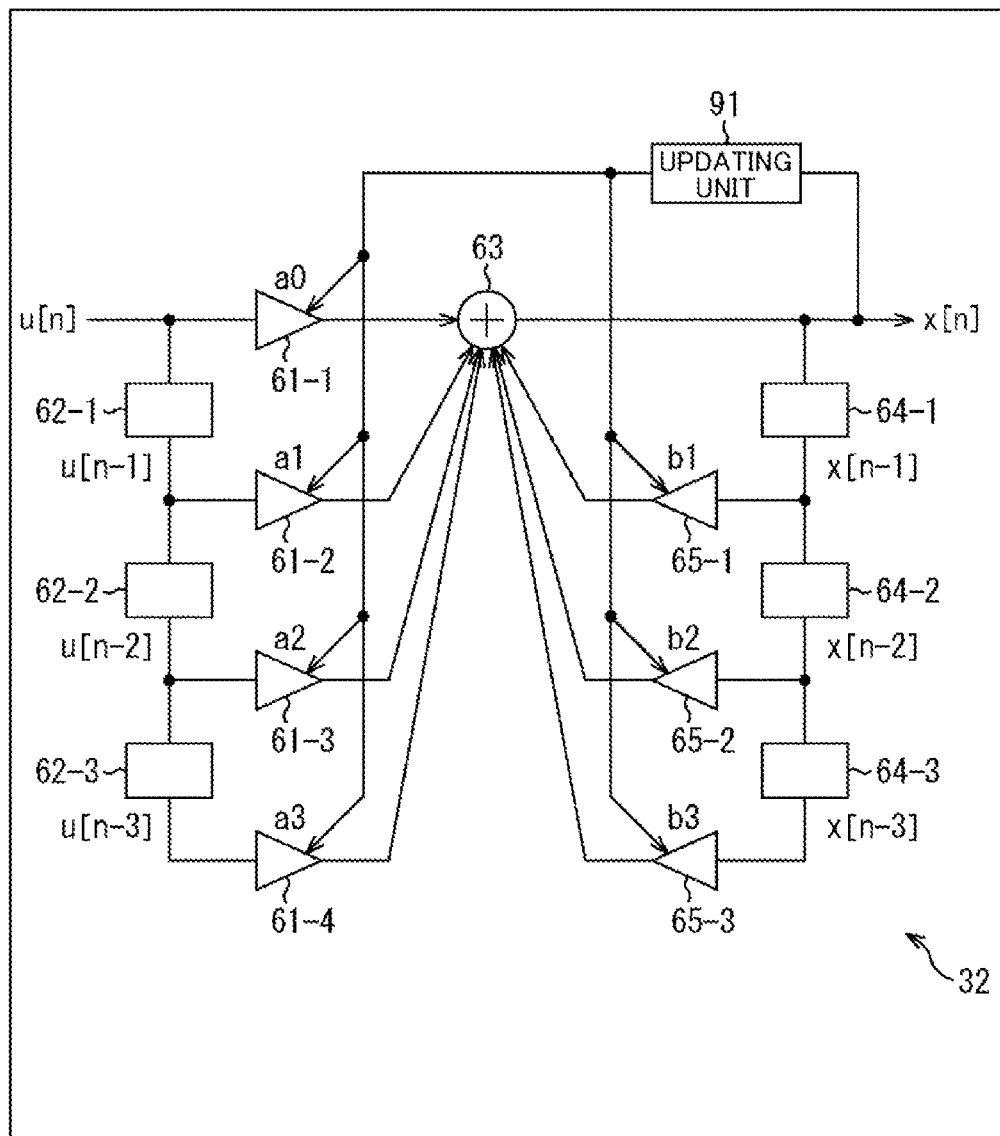 91
UPDATING
UNIT
63
a0
u[n]
x[n]
61-1
62-1
64-1
u[n-1]
a1
b1
x[n-1]
61-2
65-1
62-2
64-2
u[n-2]
a2
b2
x[n-2]
61-3
65-2
62-3
64-3
u[n-3]
a3
b3
x[n-3]
61-4
65-3
32